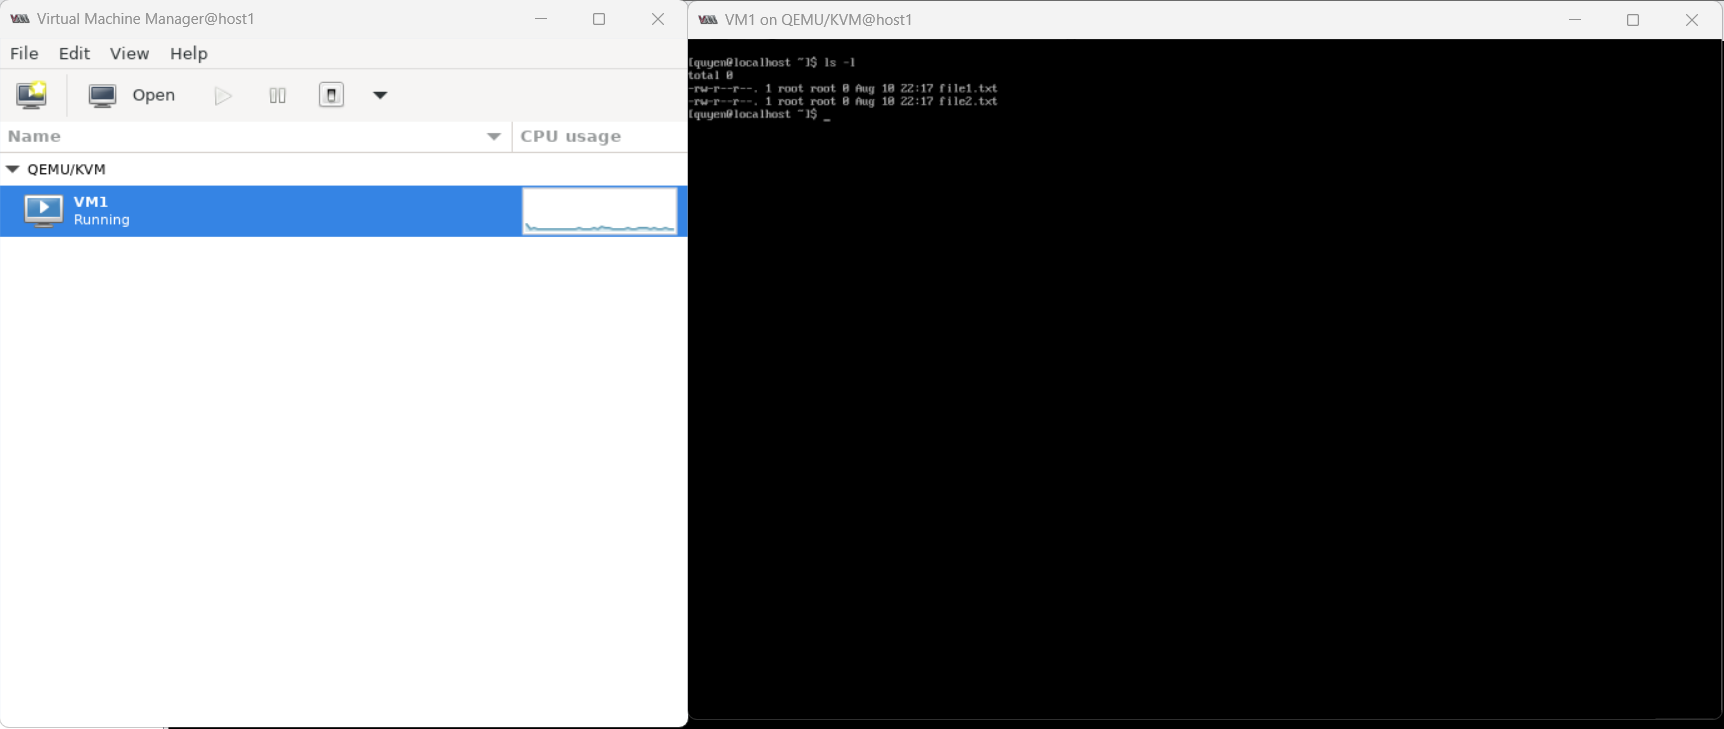 Virtual Machine Manager@host1
File Edit View Help
Open
Name CPU usage
QEMU/KVM
VM1
Running
VM1 on QEMU/KVM@host1
[quyen@localhost ~]$ ls -l
total 0
-rw-r--r--. 1 root root 0 Aug 10 22:17 file1.txt
-rw-r--r--. 1 root root 0 Aug 10 22:17 file2.txt
[quyen@localhost ~]$ _